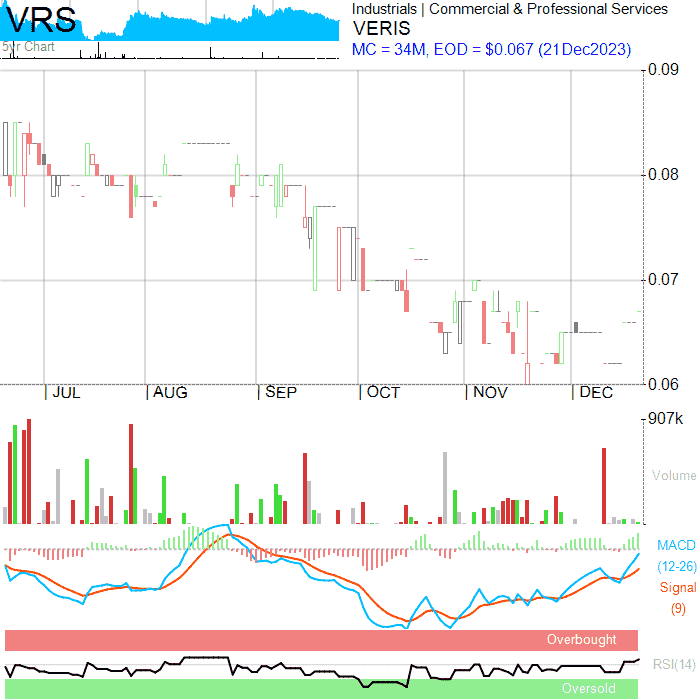 VRS
5yr Chart
Industrials | Commercial & Professional Services
VERIS
MC = 34M, EOD = $0.067 (21Dec2023)
0.09
0.08
0.07
0.06
| JUL | AUG | SEP | OCT | NOV | DEC
907k
Volume
MACD
(12-26)
Signal
(9)
Overbought
RSI(14)
Oversold